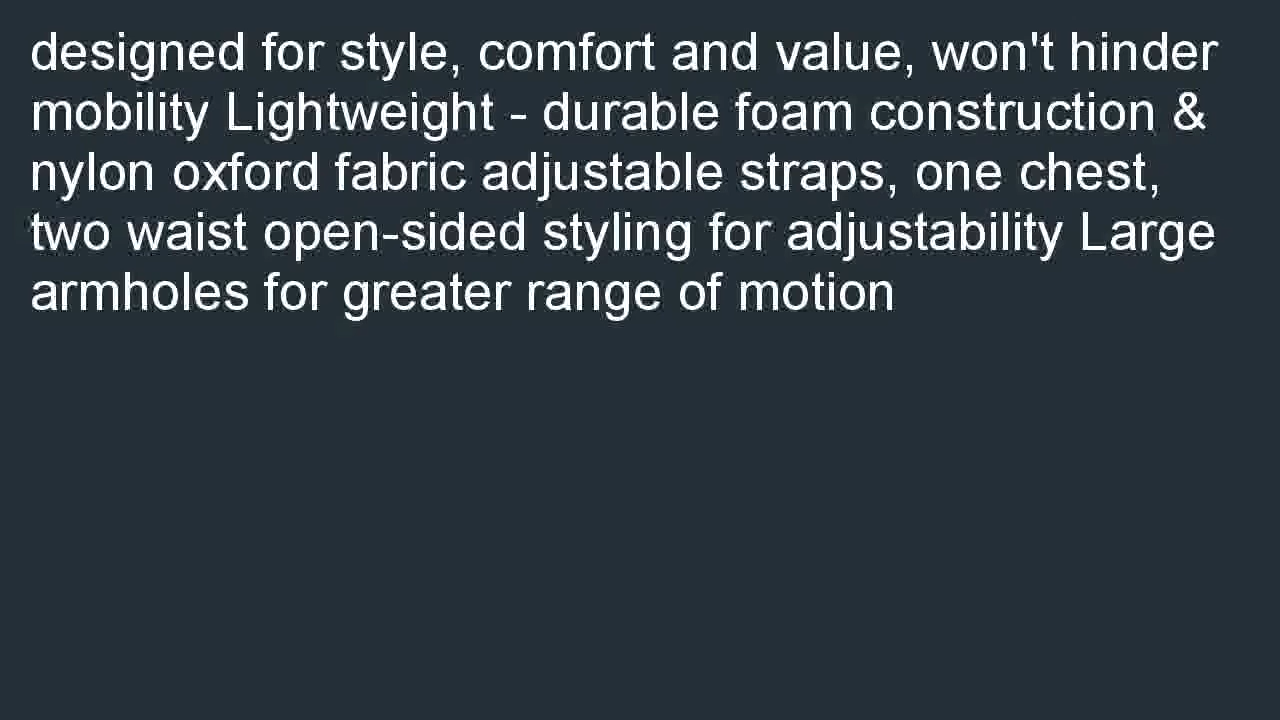 designed for style, comfort and value, won't hinder
mobility Lightweight - durable foam construction &
nylon oxford fabric adjustable straps, one chest,
two waist open-sided styling for adjustability Large
armholes for greater range of motion